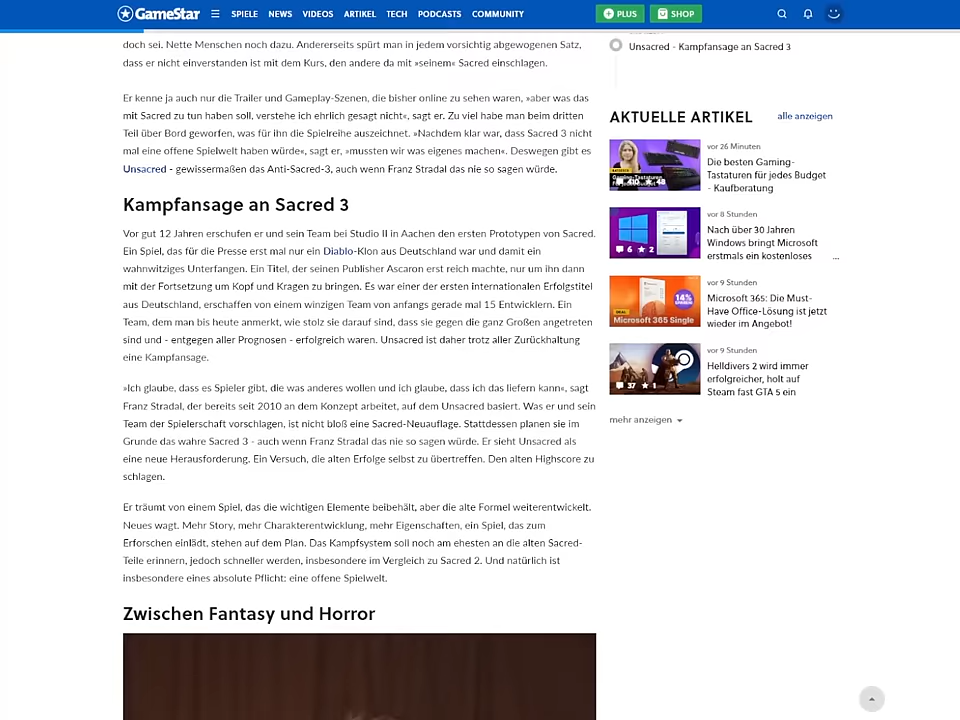 GameStar
SPIELE NEWS VIDEOS ARTIKEL TECH PODCASTS COMMUNITY
PLUS
SHOP
doch sei. Nette Menschen noch dazu. Andererseits spürt man in jedem vorsichtig abgewogenen Satz,
dass er nicht einverstanden ist mit dem Kurs, den andere da mit »seinem« Sacred einschlagen.
Er kenne ja auch nur die Trailer und Gameplay-Szenen, die bisher online zu sehen waren, »aber was das
mit Sacred zu tun haben soll, verstehe ich ehrlich gesagt nicht«, sagt er. Zu viel habe man beim dritten
Teil über Bord geworfen, was für ihn die Spielreihe auszeichnet. »Nachdem klar war, dass Sacred 3 nicht
mal eine offene Spielwelt haben würde«, sagt er, »mussten wir was eigenes machen«. Deswegen gibt es
Unsacred - gewissermaßen das Anti-Sacred-3, auch wenn Franz Stradal das nie so sagen würde.
Kampfansage an Sacred 3
Vor gut 12 Jahren erschufen er und sein Team bei Studio II in Aachen den ersten Prototypen von Sacred.
Ein Spiel, das für die Presse erst mal nur ein Diablo-Klon aus Deutschland war und damit ein
wahnwitziges Unterfangen. Ein Titel, der seinen Publisher Ascaron erst reich machte, nur um ihn dann
mit der Fortsetzung um Kopf und Kragen zu bringen. Es war einer der ersten internationalen Erfolgstitel
aus Deutschland, erschaffen von einem winzigen Team von anfangs gerade mal 15 Entwicklern. Ein
Team, dem man bis heute anmerkt, wie stolz sie darauf sind, dass sie gegen die ganz Großen angetreten
sind und - entgegen aller Prognosen - erfolgreich waren. Unsacred ist daher trotz aller Zurückhaltung
eine Kampfansage.
»Ich glaube, dass es Spieler gibt, die was anderes wollen und ich glaube, dass ich das liefern kann«, sagt
Franz Stradal, der bereits seit 2010 an dem Konzept arbeitet, auf dem Unsacred basiert. Was er und sein
Team der Spielerschaft vorschlagen, ist nicht bloß eine Sacred-Neuauflage. Stattdessen planen sie im
Grunde das wahre Sacred 3 - auch wenn Franz Stradal das nie so sagen würde. Er sieht Unsacred als
eine neue Herausforderung. Ein Versuch, die alten Erfolge selbst zu übertreffen. Den alten Highscore zu
schlagen.
Er träumt von einem Spiel, das die wichtigen Elemente beibehält, aber die alte Formel weiterentwickelt.
Neues wagt. Mehr Story, mehr Charakterentwicklung, mehr Eigenschaften, ein Spiel, das zum
Erforschen einlädt, stehen auf dem Plan. Das Kampfsystem soll noch am ehesten an die alten Sacred-
Teile erinnern, jedoch schneller werden, insbesondere im Vergleich zu Sacred 2. Und natürlich ist
insbesondere eines absolute Pflicht: eine offene Spielwelt.
Zwischen Fantasy und Horror
Unsacred - Kampfansage an Sacred 3
AKTUELLE ARTIKEL alle anzeigen
vor 26 Minuten
Die besten Gaming-
Tastaturen für jedes Budget
- Kaufberatung
Gaming-Tastaturen
vor 8 Stunden
Nach über 30 Jahren
Windows bringt Microsoft
erstmals ein kostenloses ...
6 2
vor 9 Stunden
Microsoft 365: Die Must-
Have Office-Lösung ist jetzt
wieder im Angebot!
14%
Microsoft 365 Single
vor 9 Stunden
Helldivers 2 wird immer
erfolgreicher, holt auf
Steam fast GTA 5 ein
37 1
mehr anzeigen